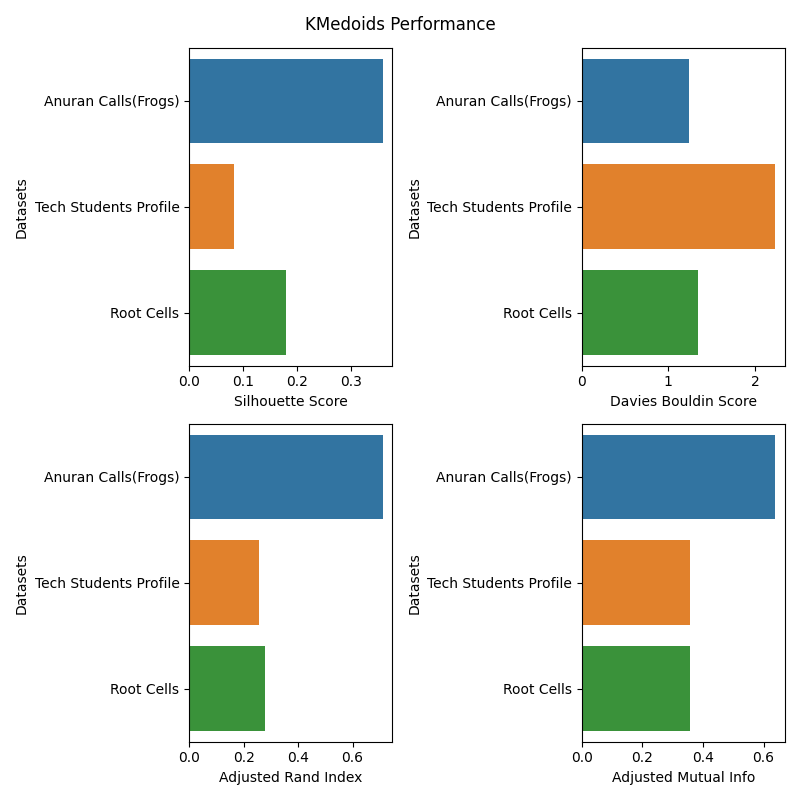 KMedoids Performance
Datasets
Anuran Calls(Frogs)
Tech Students Profile
Root Cells
0.0 0.1 0.2 0.3
Silhouette Score
Datasets
Anuran Calls(Frogs)
Tech Students Profile
Root Cells
0 1 2
Davies Bouldin Score
Datasets
Anuran Calls(Frogs)
Tech Students Profile
Root Cells
0.0 0.2 0.4 0.6
Adjusted Rand Index
Datasets
Anuran Calls(Frogs)
Tech Students Profile
Root Cells
0.0 0.2 0.4 0.6
Adjusted Mutual Info